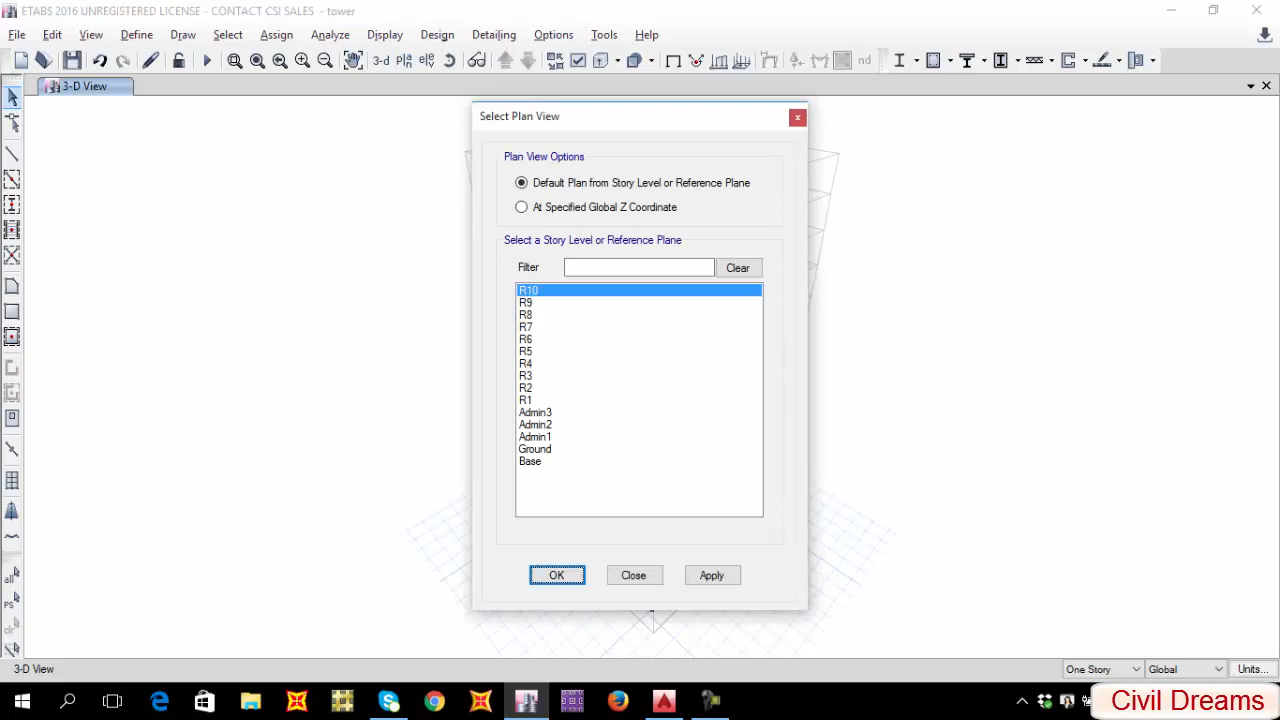 ETABS 2016 UNREGISTERED LICENSE - CONTACT CSI SALES - tower
File Edit View Define Draw Select Assign Analyze Display Design Detailing Options Tools Help
3-d nd
3-D View
Select Plan View
Plan View Options
Default Plan from Story Level or Reference Plane
At Specified Global Z Coordinate
Select a Story Level or Reference Plane
Filter Clear
R10
R9
R8
R7
R6
R5
R4
R3
R2
R1
Admin3
Admin2
Admin1
Ground
Base
OK Close Apply
all
PS
clr
3-D View One Story Global Units...
Civil Dreams